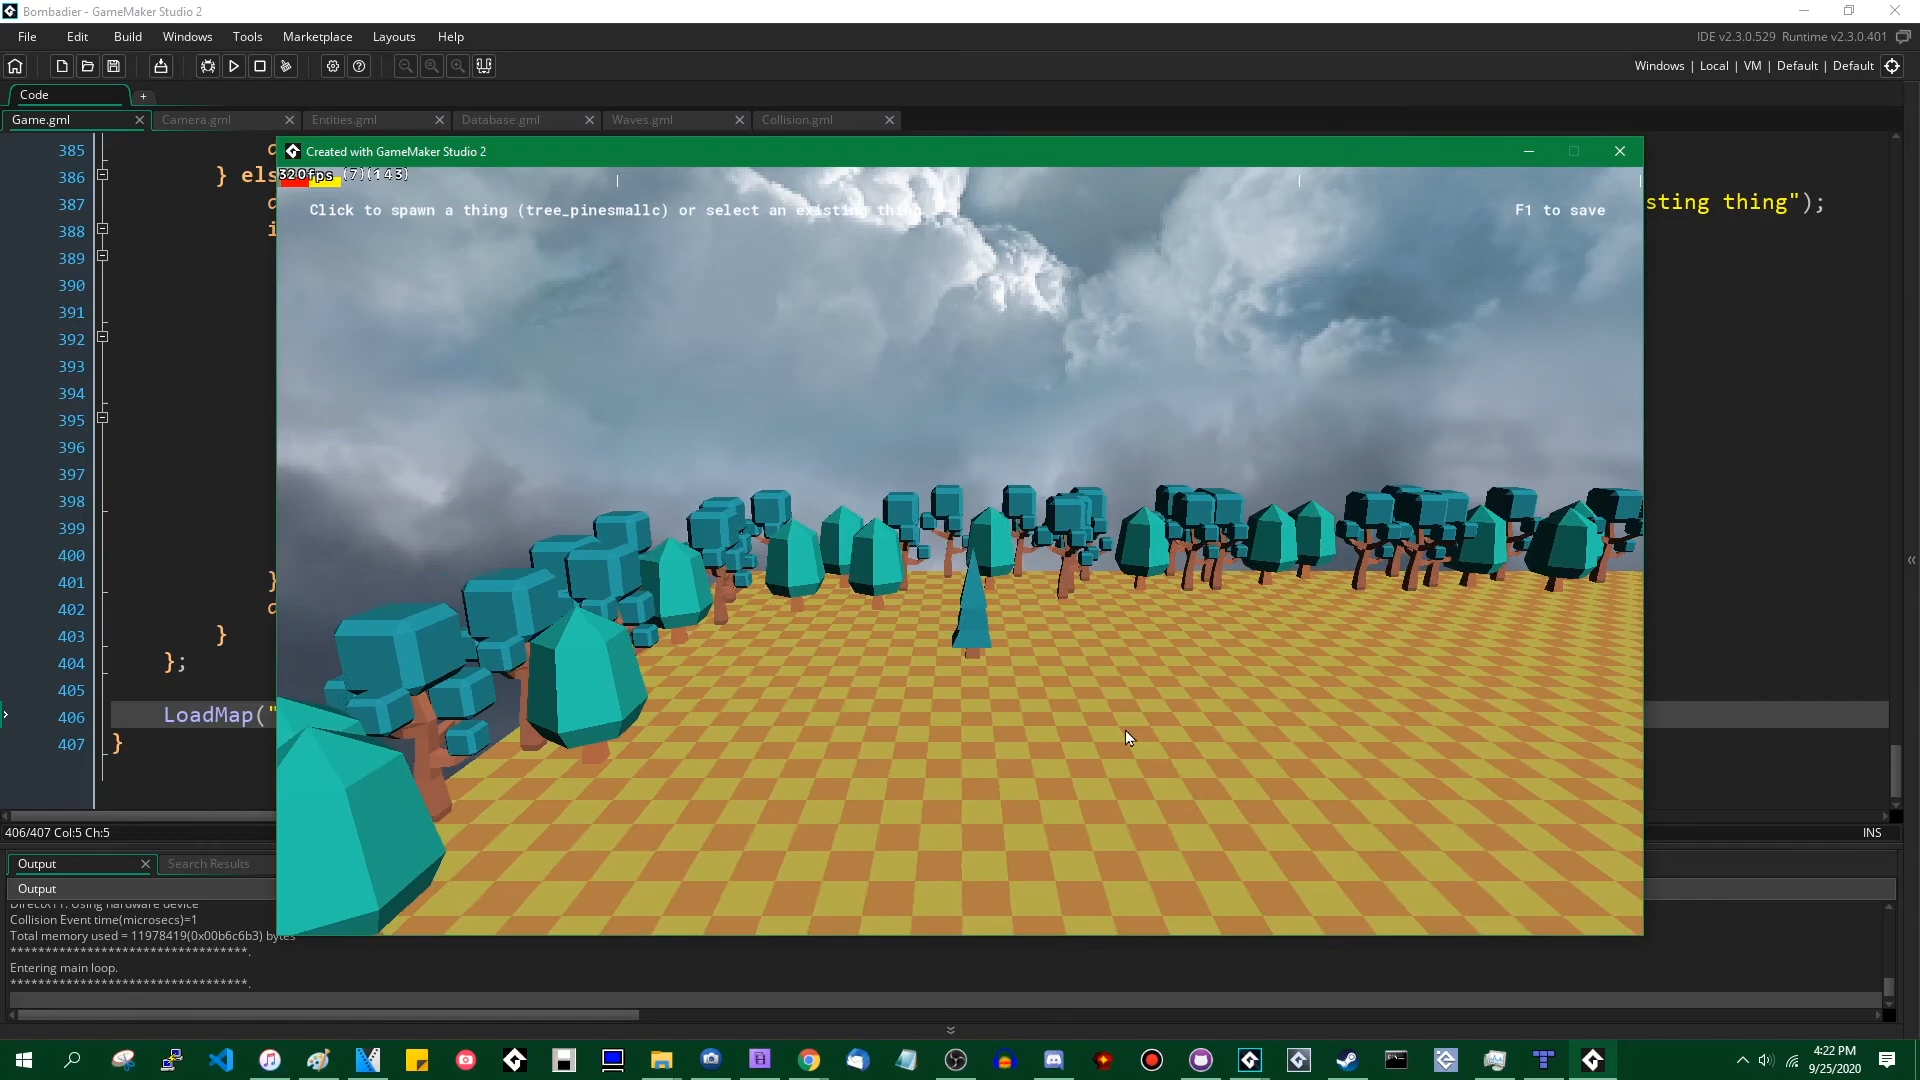 Bombadier - GameMaker Studio 2
File Edit Build Windows Tools Marketplace Layouts Help
IDE v2.3.0.529 Runtime v2.3.0.401
Windows | Local | VM | Default | Default
Code
+
Game.gml Camera.gml Entities.gml Database.gml Waves.gml Collision.gml
Created with GameMaker Studio 2
320fps (7)(143)
Click to spawn a thing (tree_pinesmallc) or select an existing thing
F1 to save
385
386 } els
387 sting thing");
388
389
390
391
392
393
394
395
396
397
398
399
400
401 }
402
403 }
404 };
405
406 LoadMap("
407 }
406/407 Col:5 Ch:5
INS
Output Search Results
Output
DirectX11: Using hardware device
Collision Event time(microsecs)=1
Total memory used = 11978419(0x00b6c6b3) bytes
**********************************.
Entering main loop.
**********************************.
4:22 PM
9/25/2020